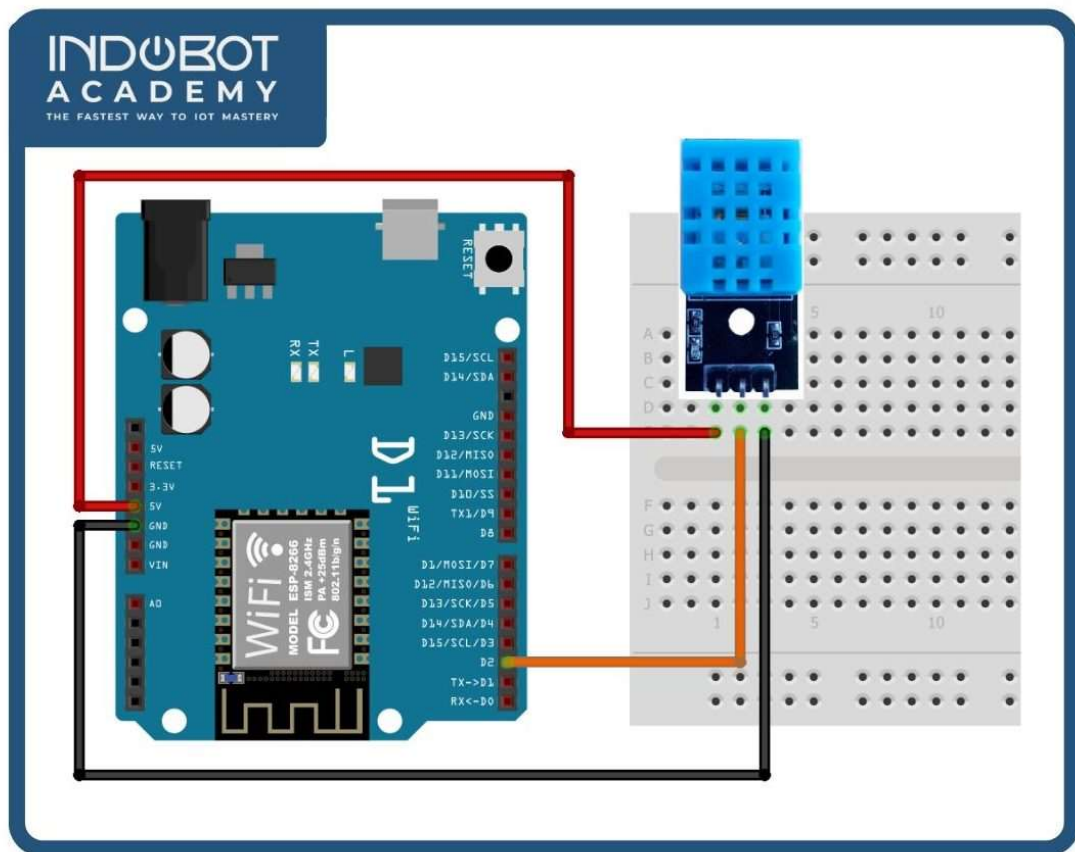 INDOBOT
ACADEMY
THE FASTEST WAY TO IOT MASTERY
RESET
RX
TX
L
D15/SCL
D14/SDA
GND
D13/SCK
D12/MISO
D11/MOSI
D10/SS
TX1/D9
D8
D1/MOSI/D7
D12/MISO/D6
D13/SCK/D5
D14/SDA/D4
D15/SCL/D3
D2
TX->D1
RX<-D0
5V
RESET
3.3V
5V
GND
GND
VIN
A0
D1
WiFi
WiFi
MODEL ESP-8266
ISM 2.4GHz
PA +25dBm
802.11b/g/n
FC
5
10
A
B
C
D
F
G
H
I
J
1
5
10